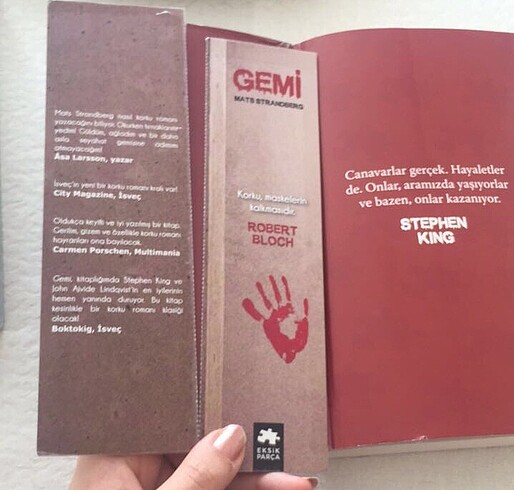 Mats Strandberg nasıl korku romanı
yazacağını biliyor. Okurken tırnaklarımı
yedim! Güldüm, ağladım ve bir daha
asla seyahat gemisine adımımı
atmayacağım!
Åsa Larsson, yazar
İsveç'in yeni bir korku romanı kralı var!
City Magazine, İsveç
Oldukça keyifli ve iyi yazılmış bir kitap.
Gerilim, gizem ve özellikle korku romanı
hayranları ona bayılacak.
Carmen Porschen, Multimania
Gemi, kitaplığımda Stephen King ve
John Ajvide Lindqvist'in en iyilerinin
hemen yanında duruyor. Bu kitap
kesinlikle bir korku romanı klasiği
olacak!
Boktokig, İsveç
GEMİ
MATS STRANDBERG
Korku, maskelerin
kalkmasıdır.
ROBERT
BLOCH
EKSİK
PARÇA
Canavarlar gerçek. Hayaletler
de. Onlar, aramızda yaşıyorlar
ve bazen, onlar kazanıyor.
STEPHEN
KING